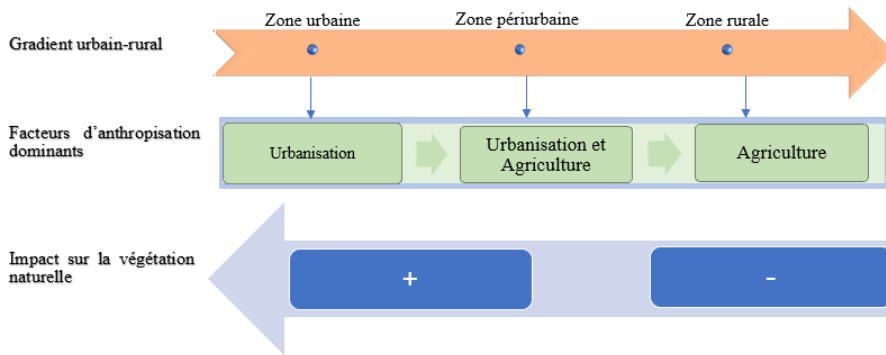 Zone urbaine
Zone périurbaine
Zone rurale
Gradient urbain-rural
Facteurs d’anthropisation
dominants
Urbanisation
Urbanisation et
Agriculture
Agriculture
Impact sur la végétation
naturelle
+
-